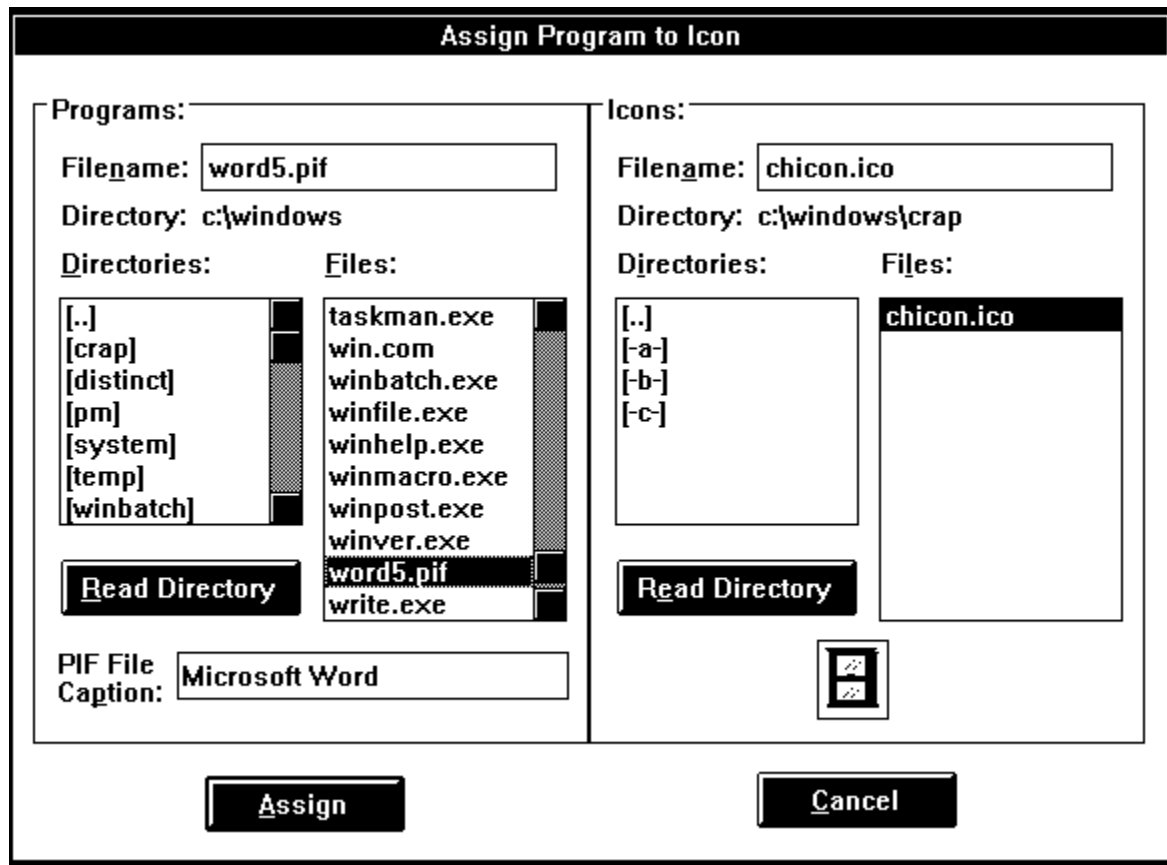 Assign Program to Icon
Programs:
Filename: word5.pif
Directory: c:\windows
Directories:
[..]
[crap]
[distinct]
[pm]
[system]
[temp]
[winbatch]
Read Directory
Files:
taskman.exe
win.com
winbatch.exe
winfile.exe
winhelp.exe
winmacro.exe
winpost.exe
winver.exe
word5.pif
write.exe
PIF File
Caption: Microsoft Word
Icons:
Filename: chicon.ico
Directory: c:\windows\crap
Directories:
[..]
[-a-]
[-b-]
[-c-]
Read Directory
Files:
chicon.ico
Assign
Cancel